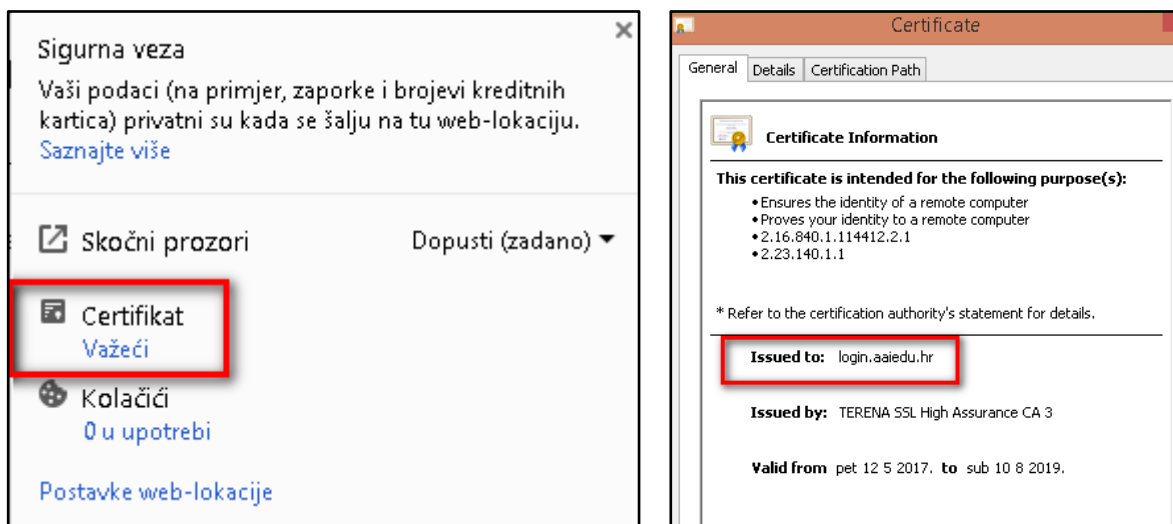 Sigurna veza
Vaši podaci (na primjer, zaporke i brojevi kreditnih
kartica) privatni su kada se šalju na tu web-lokaciju.
Saznajte više
Skočni prozori Dopusti (zadano)
Certifikat
Važeći
Kolačići
0 u upotrebi
Postavke web-lokacije
Certificate
General Details Certification Path
Certificate Information
This certificate is intended for the following purpose(s):
•Ensures the identity of a remote computer
•Proves your identity to a remote computer
•2.16.840.1.114412.2.1
•2.23.140.1.1
* Refer to the certification authority's statement for details.
Issued to: login.aaiedu.hr
Issued by: TERENA SSL High Assurance CA 3
Valid from pet 12 5 2017. to sub 10 8 2019.